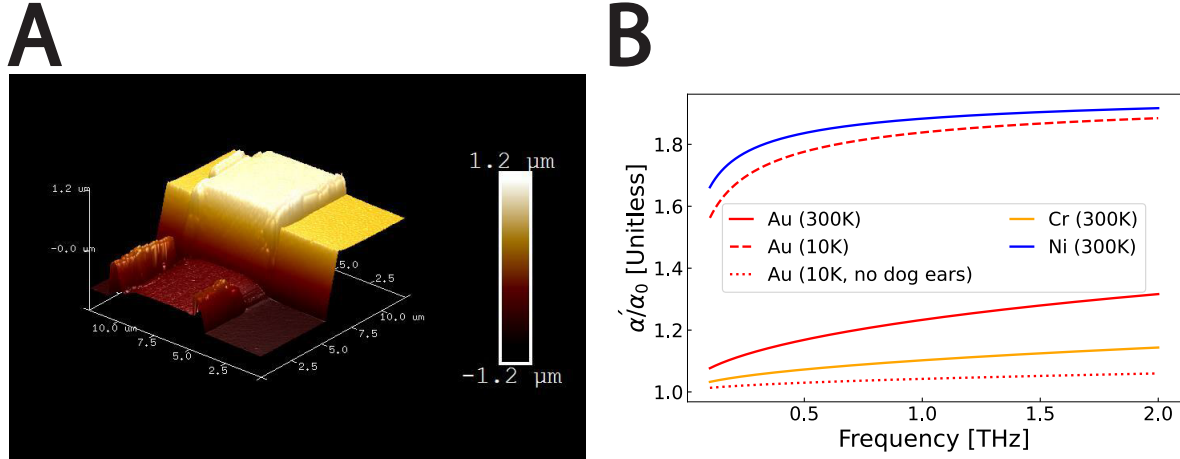 A
1.2 um
-0.0 um
10.0 um
7.5
5.0
2.5
2.5
5.0
7.5
10.0 um
2.5
5.0
1.2 µm
-1.2 µm
B
ά/α₀ [Unitless]
1.8
1.6
1.4
1.2
1.0
Au (300K)
Au (10K)
Au (10K, no dog ears)
Cr (300K)
Ni (300K)
0.5
1.0
1.5
2.0
Frequency [THz]